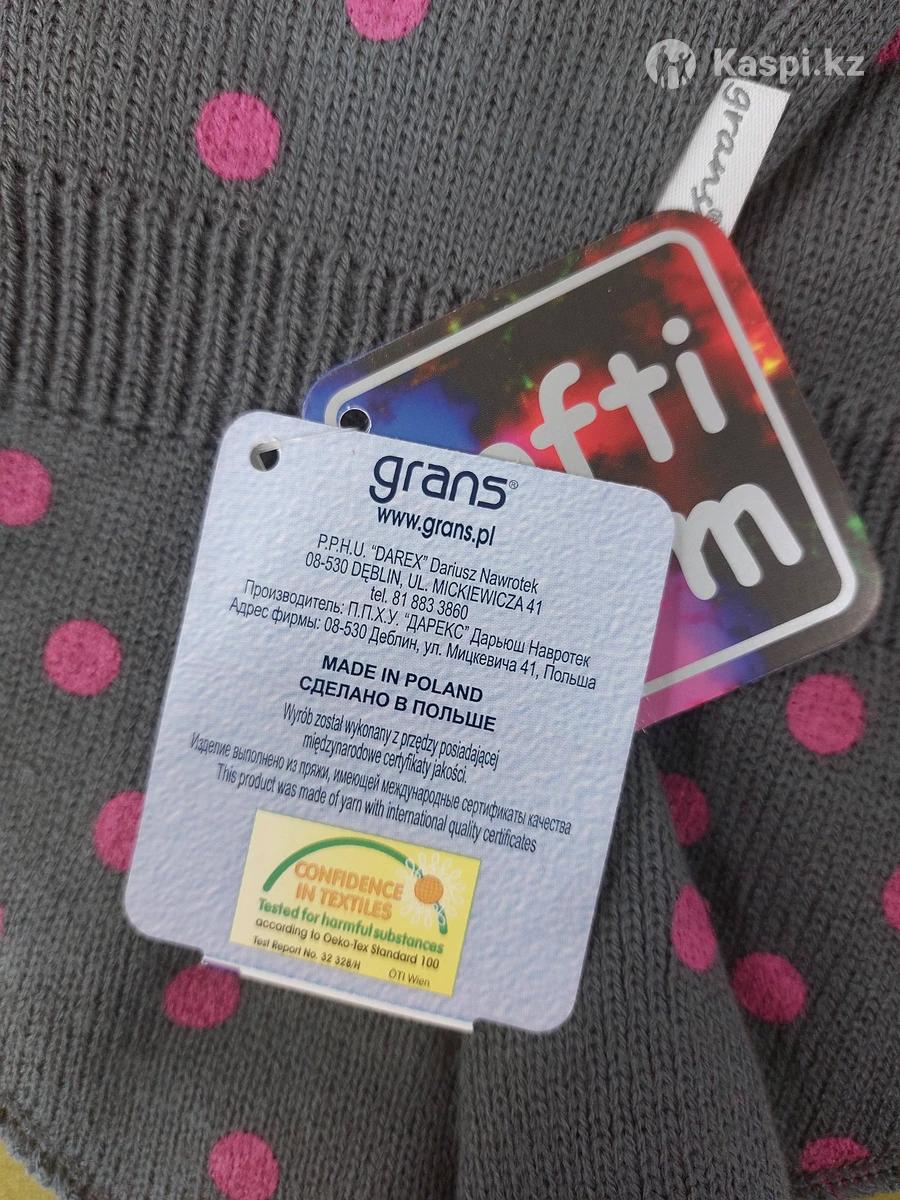 Kaspi.kz
grans®
fti
m
grans®
www.grans.pl
P.P.H.U. "DAREX" Dariusz Nawrotek
08-530 DĘBLIN, UL. MICKIEWICZA 41
tel. 81 883 3860
Производитель: П.П.Х.У. "ДАРЕКС" Дарьюш Навротек
Адрес фирмы: 08-530 Деблин, ул. Мицкевича 41, Польша
MADE IN POLAND
СДЕЛАНО В ПОЛЬШЕ
Wyrób został wykonany z przędzy posiadającej
międzynarodowe certyfikaty jakości.
Изделие выполнено из пряжи, имеющей международные сертификаты качества
This product was made of yarn with international quality certificates
CONFIDENCE
IN TEXTILES
Tested for harmful substances
according to Oeko-Tex Standard 100
Test Report No. 32 328/H ÖTI Wien